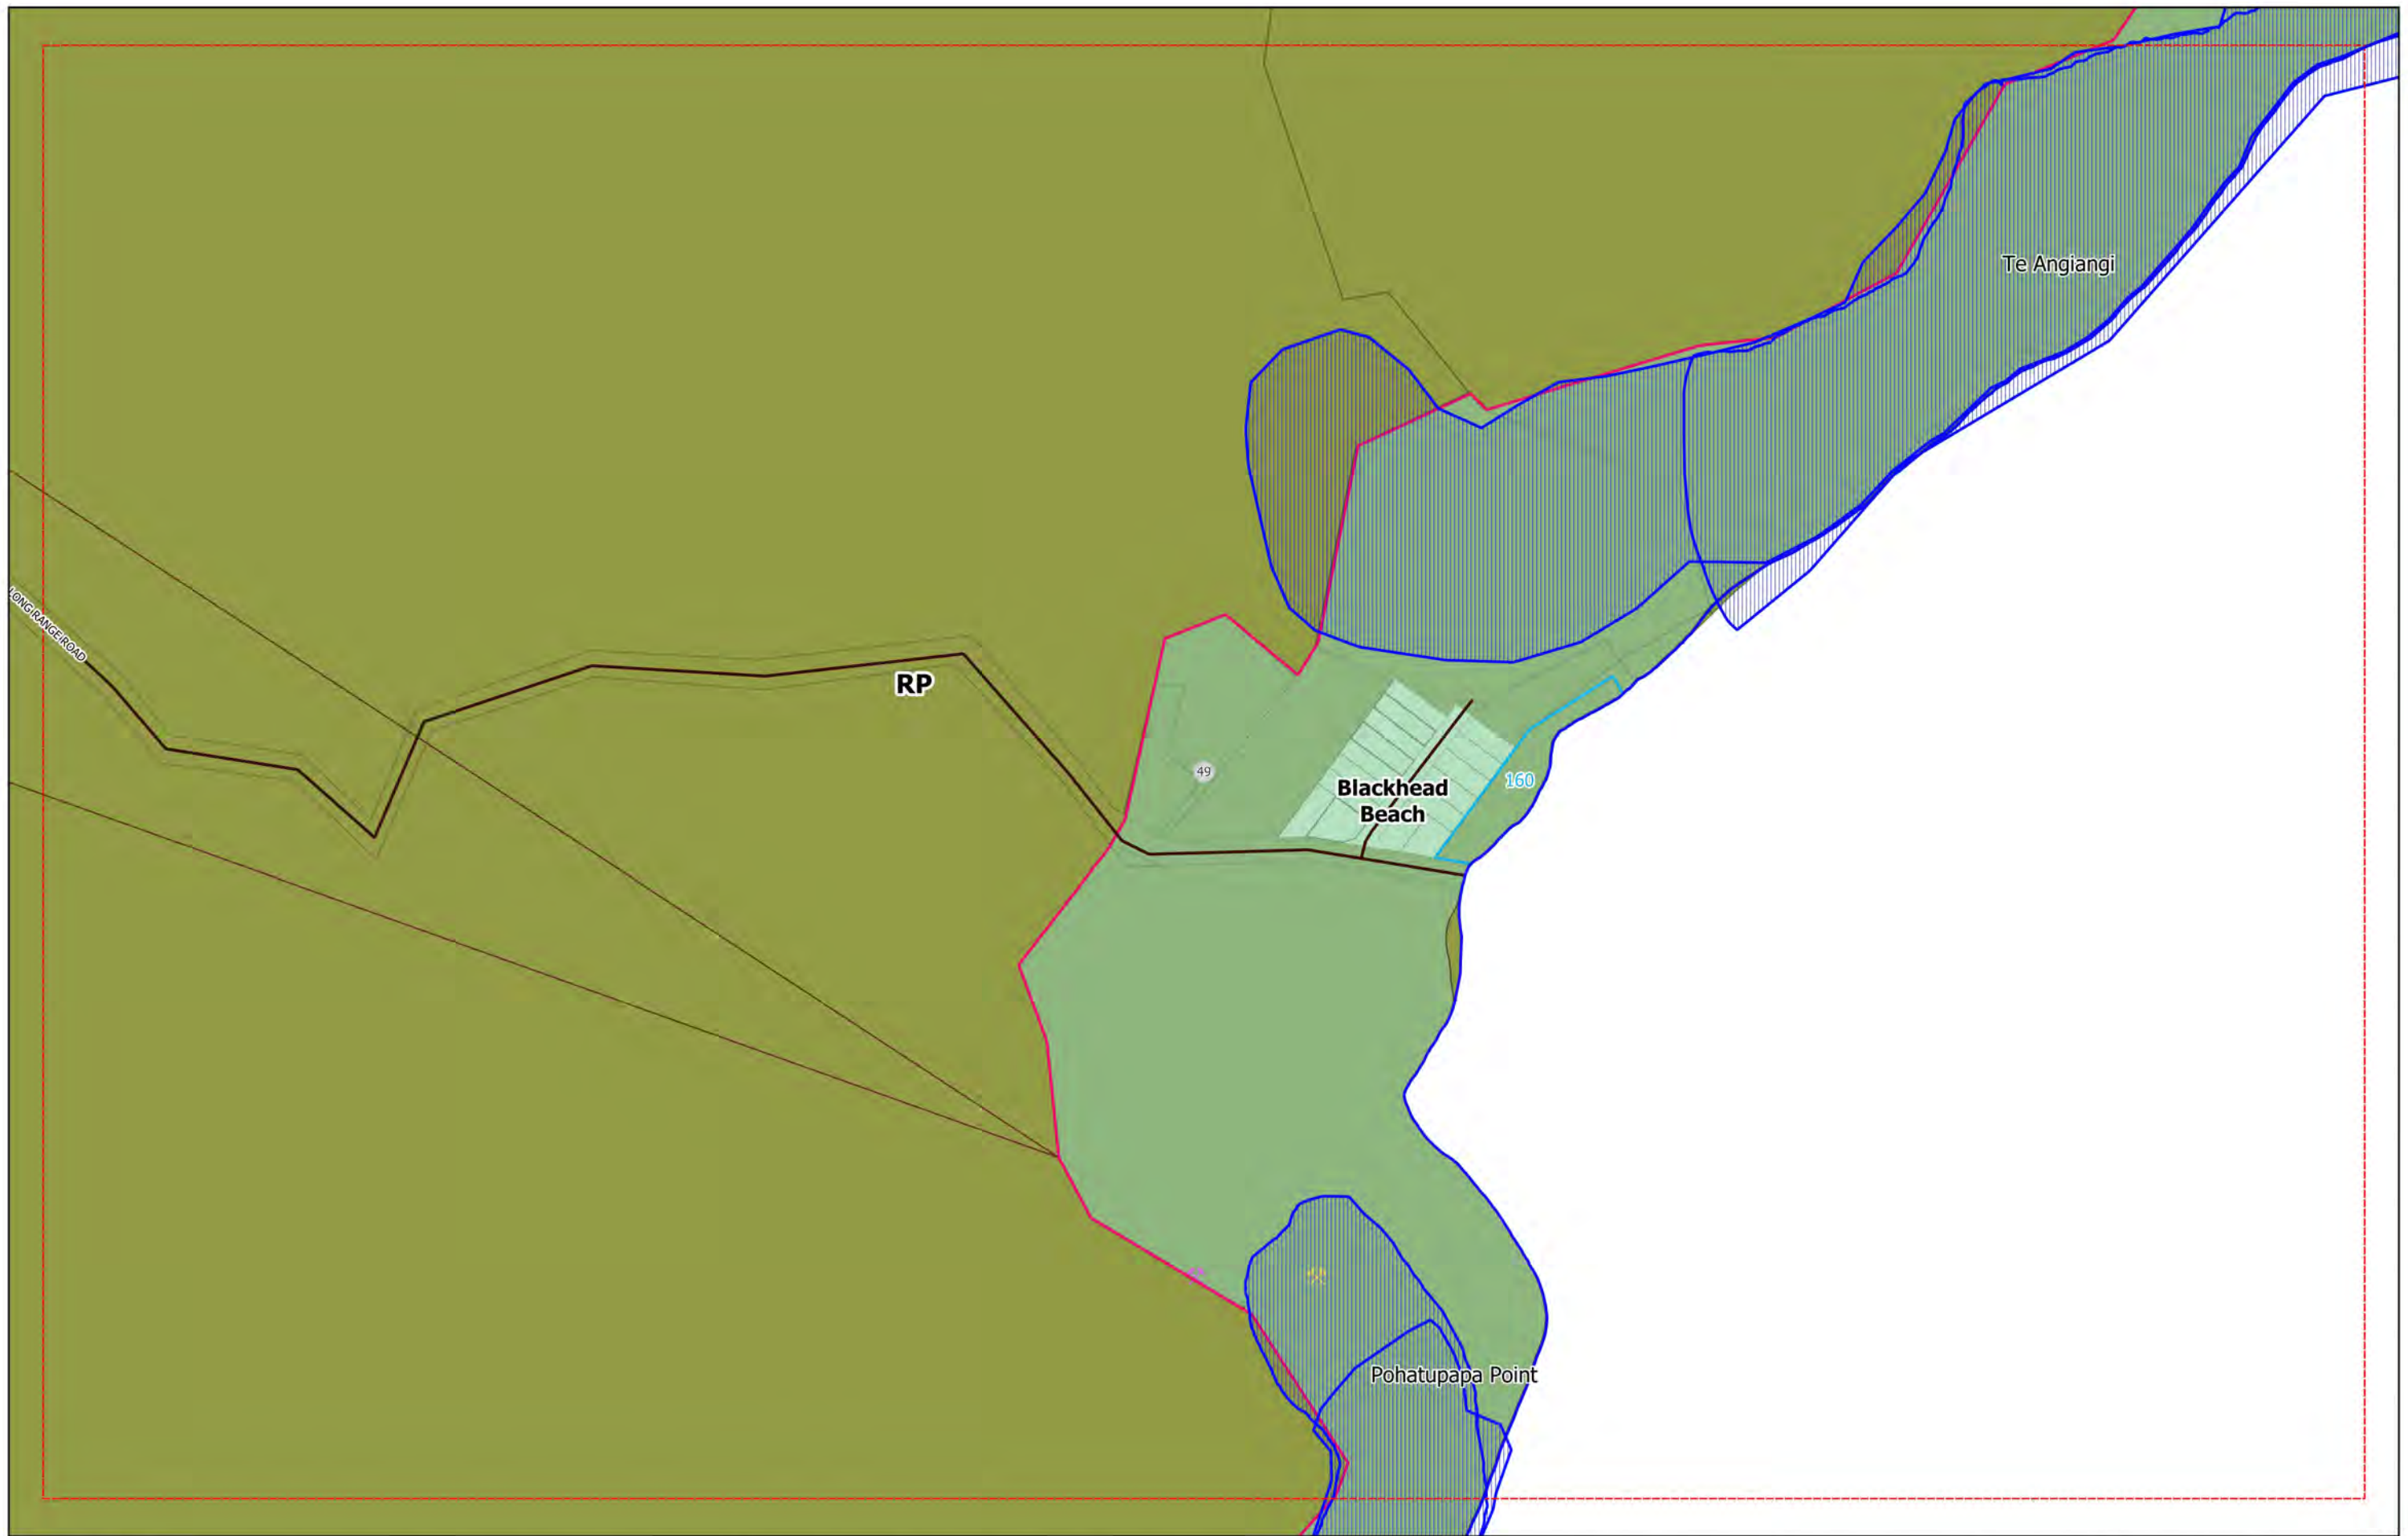 Te Angiangi
LONG RANGE ROAD
RP
49
160
Blackhead
Beach
Pohatupapa Point